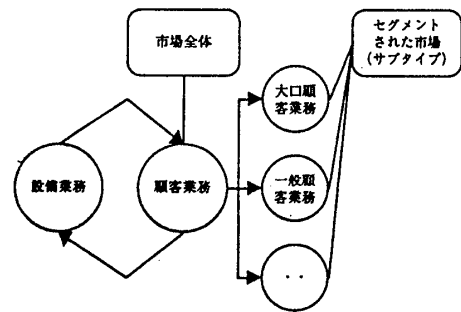 市場全体
セグメント
された市場
(サブタイプ)
大口顧
客業務
設備業務
顧客業務
一般顧
客業務
・・